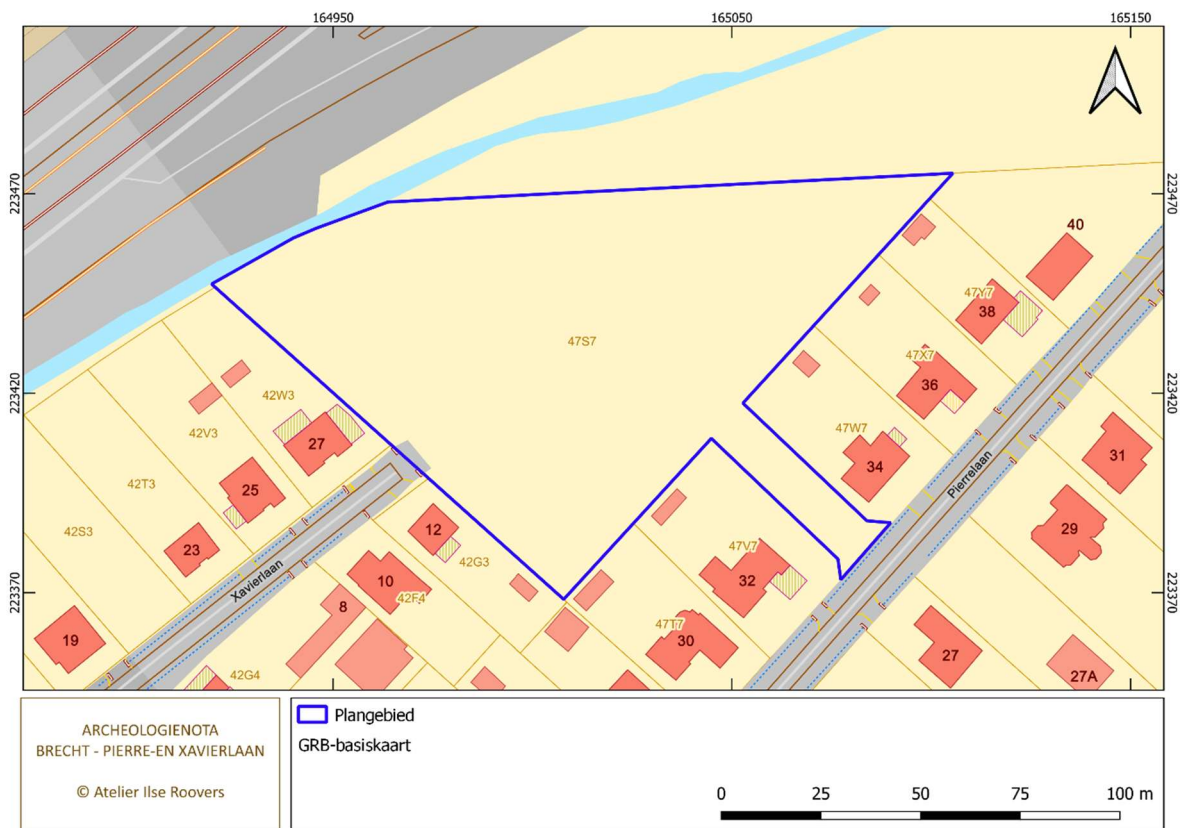 164950
165050
165150
223470
223470
40
47Y7
38
47S7
47X7
36
223420
223420
42W3
42V3
27
47W7
31
34
42T3
25
Pierrelaan
42S3
12
29
23
47V7
42G3
Xavierlaan
10
32
223370
223370
42F4
8
47T7
19
30
27
42G4
27A
ARCHEOLOGIENOTA
BRECHT - PIERRE-EN XAVIERLAAN
© Atelier Ilse Roovers
Plangebied
GRB-basiskaart
0 25 50 75 100 m